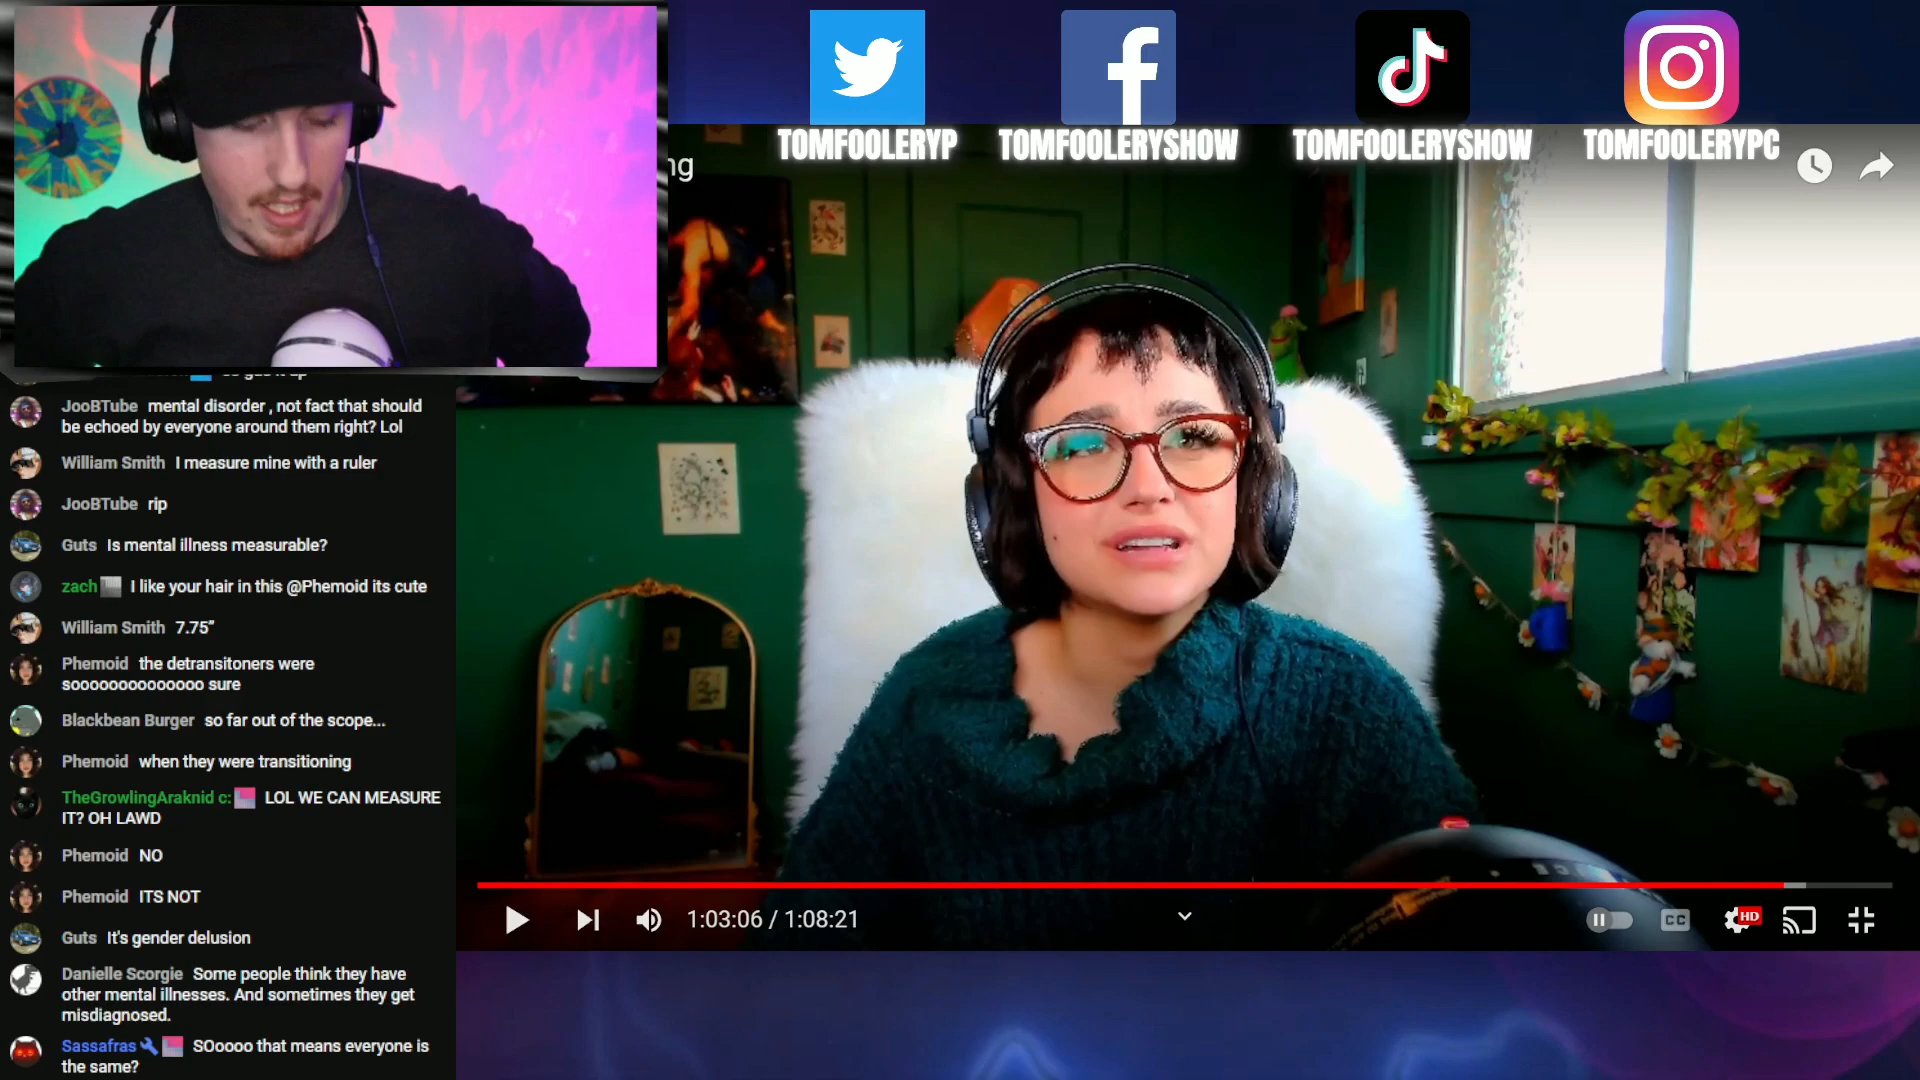 TOMFOOLERYP
TOMFOOLERYSHOW
TOMFOOLERYSHOW
TOMFOOLERYPC
ng
JooBTube mental disorder , not fact that should
be echoed by everyone around them right? Lol
William Smith I measure mine with a ruler
JooBTube rip
Guts Is mental illness measurable?
zach I like your hair in this @Phemoid its cute
William Smith 7.75”
Phemoid the detransitoners were
soooooooooooooo sure
Blackbean Burger so far out of the scope...
Phemoid when they were transitioning
TheGrowlingAraknid c: LOL WE CAN MEASURE
IT? OH LAWD
Phemoid NO
Phemoid ITS NOT
Guts It's gender delusion
Danielle Scorgie Some people think they have
other mental illnesses. And sometimes they get
misdiagnosed.
Sassafras SOoooo that means everyone is
the same?
1:03:06 / 1:08:21
CC
HD